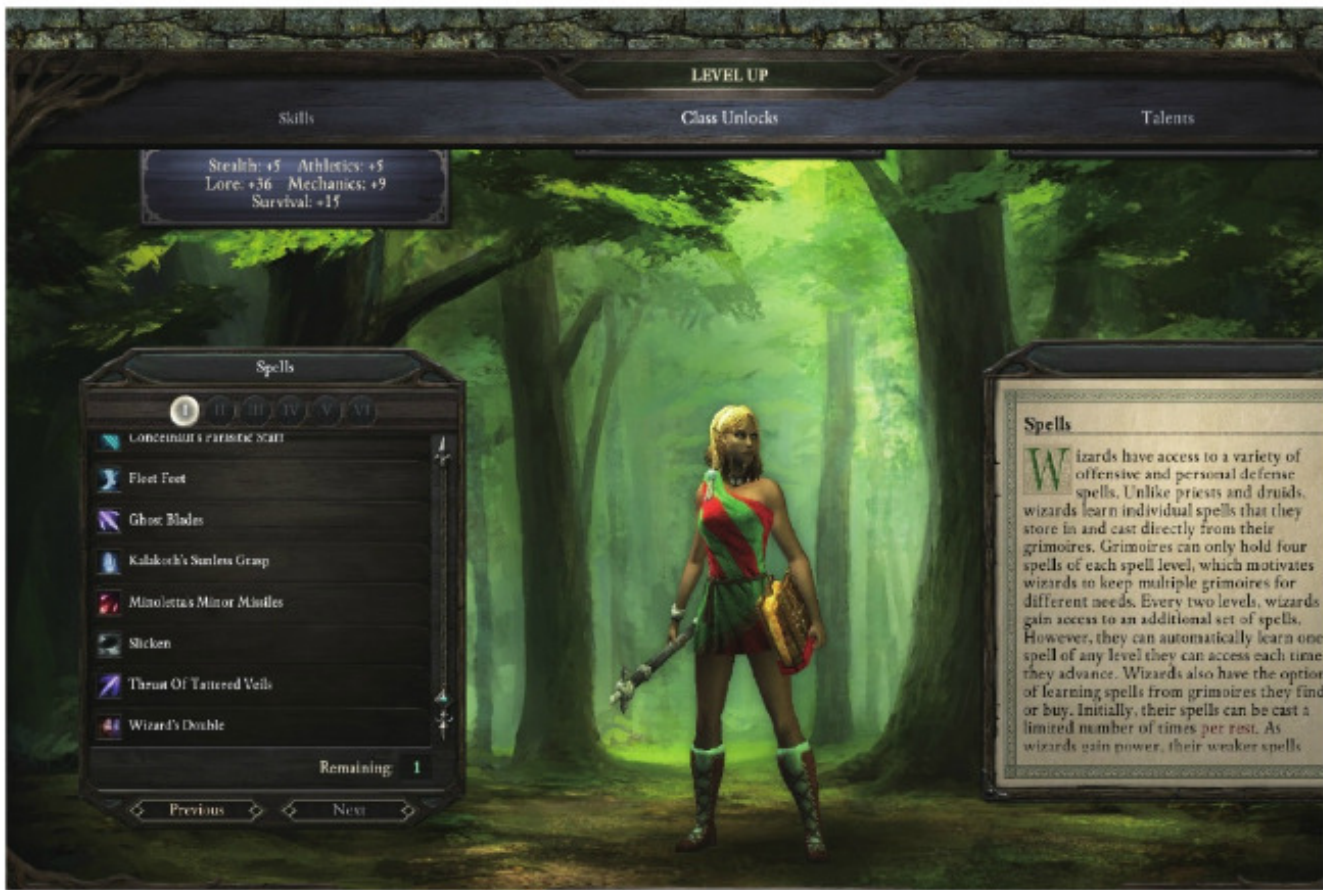 LEVEL UP
Skills
Class Unlocks
Talents
Stealth: +5 Athletics: +5
Lore: +36 Mechanics: +9
Survival: +15
Spells
I II III IV V VI
Concelhaut's Parasitic Staff
Fleet Feet
Ghost Blades
Kalakoth's Sunless Grasp
Minoletta's Minor Missiles
Slicken
Thrust Of Tattered Veils
Wizard's Double
Remaining: 1
Previous
Next
Spells
Wizards have access to a variety of
offensive and personal defense
spells. Unlike priests and druids,
wizards learn individual spells that they
store in and cast directly from their
grimoires. Grimoires can only hold four
spells of each spell level, which motivates
wizards to keep multiple grimoires for
different needs. Every two levels, wizards
gain access to an additional set of spells.
However, they can automatically learn one
spell of any level they can access each time
they advance. Wizards also have the option
of learning spells from grimoires they find
or buy. Initially, their spells can be cast a
limited number of times per rest. As
wizards gain power, their weaker spells